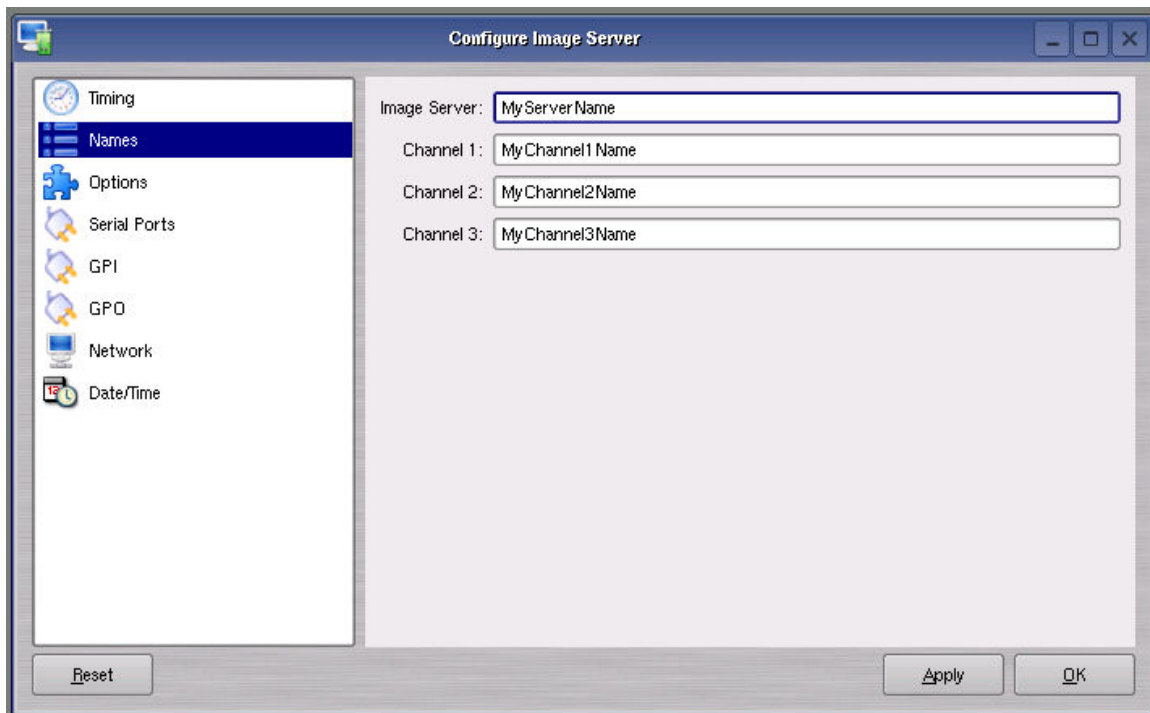 Configure Image Server
Timing
Names
Options
Serial Ports
GPI
GPO
Network
Date/Time
Image Server: MyServerName
Channel 1: MyChannel1Name
Channel 2: MyChannel2Name
Channel 3: MyChannel3Name
Reset
Apply
OK